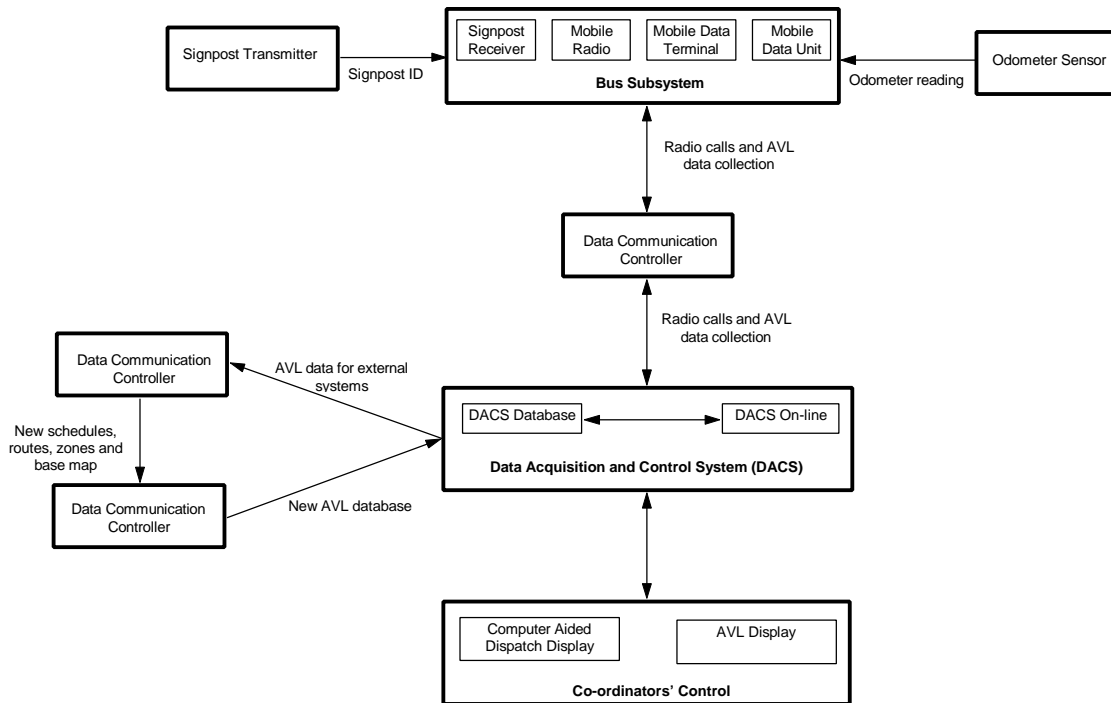 Signpost Transmitter
Signpost ID
Signpost
Receiver
Mobile
Radio
Mobile Data
Terminal
Mobile
Data Unit
Bus Subsystem
Odometer Sensor
Odometer reading
Radio calls and AVL
data collection
Data Communication
Controller
Radio calls and AVL
data collection
Data Communication
Controller
AVL data for external
systems
New schedules,
routes, zones and
base map
Data Communication
Controller
New AVL database
DACS Database
DACS On-line
Data Acquisition and Control System (DACS)
Computer Aided
Dispatch Display
AVL Display
Co-ordinators’ Control